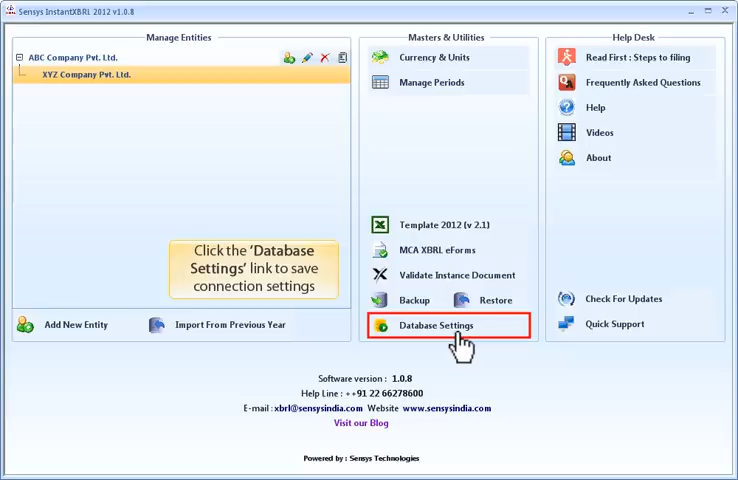 Sensys InstantXBRL 2012 v1.0.8
Manage Entities
ABC Company Pvt. Ltd.
XYZ Company Pvt. Ltd.
Click the 'Database
Settings' link to save
connection settings
Add New Entity
Import From Previous Year
Masters & Utilities
Currency & Units
Manage Periods
Template 2012 (v 2.1)
MCA XBRL eForms
Validate Instance Document
Backup
Restore
Database Settings
Help Desk
Read First : Steps to filing
Frequently Asked Questions
Help
Videos
About
Check For Updates
Quick Support
Software version : 1.0.8
Help Line : ++91 22 66278600
E-mail : xbrl@sensysindia.com Website www.sensysindia.com
Visit our Blog
Powered by : Sensys Technologies